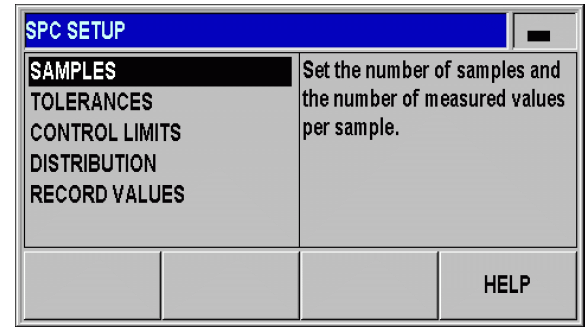 SPC SETUP
SAMPLES
TOLERANCES
CONTROL LIMITS
DISTRIBUTION
RECORD VALUES
Set the number of samples and
the number of measured values
per sample.
HELP